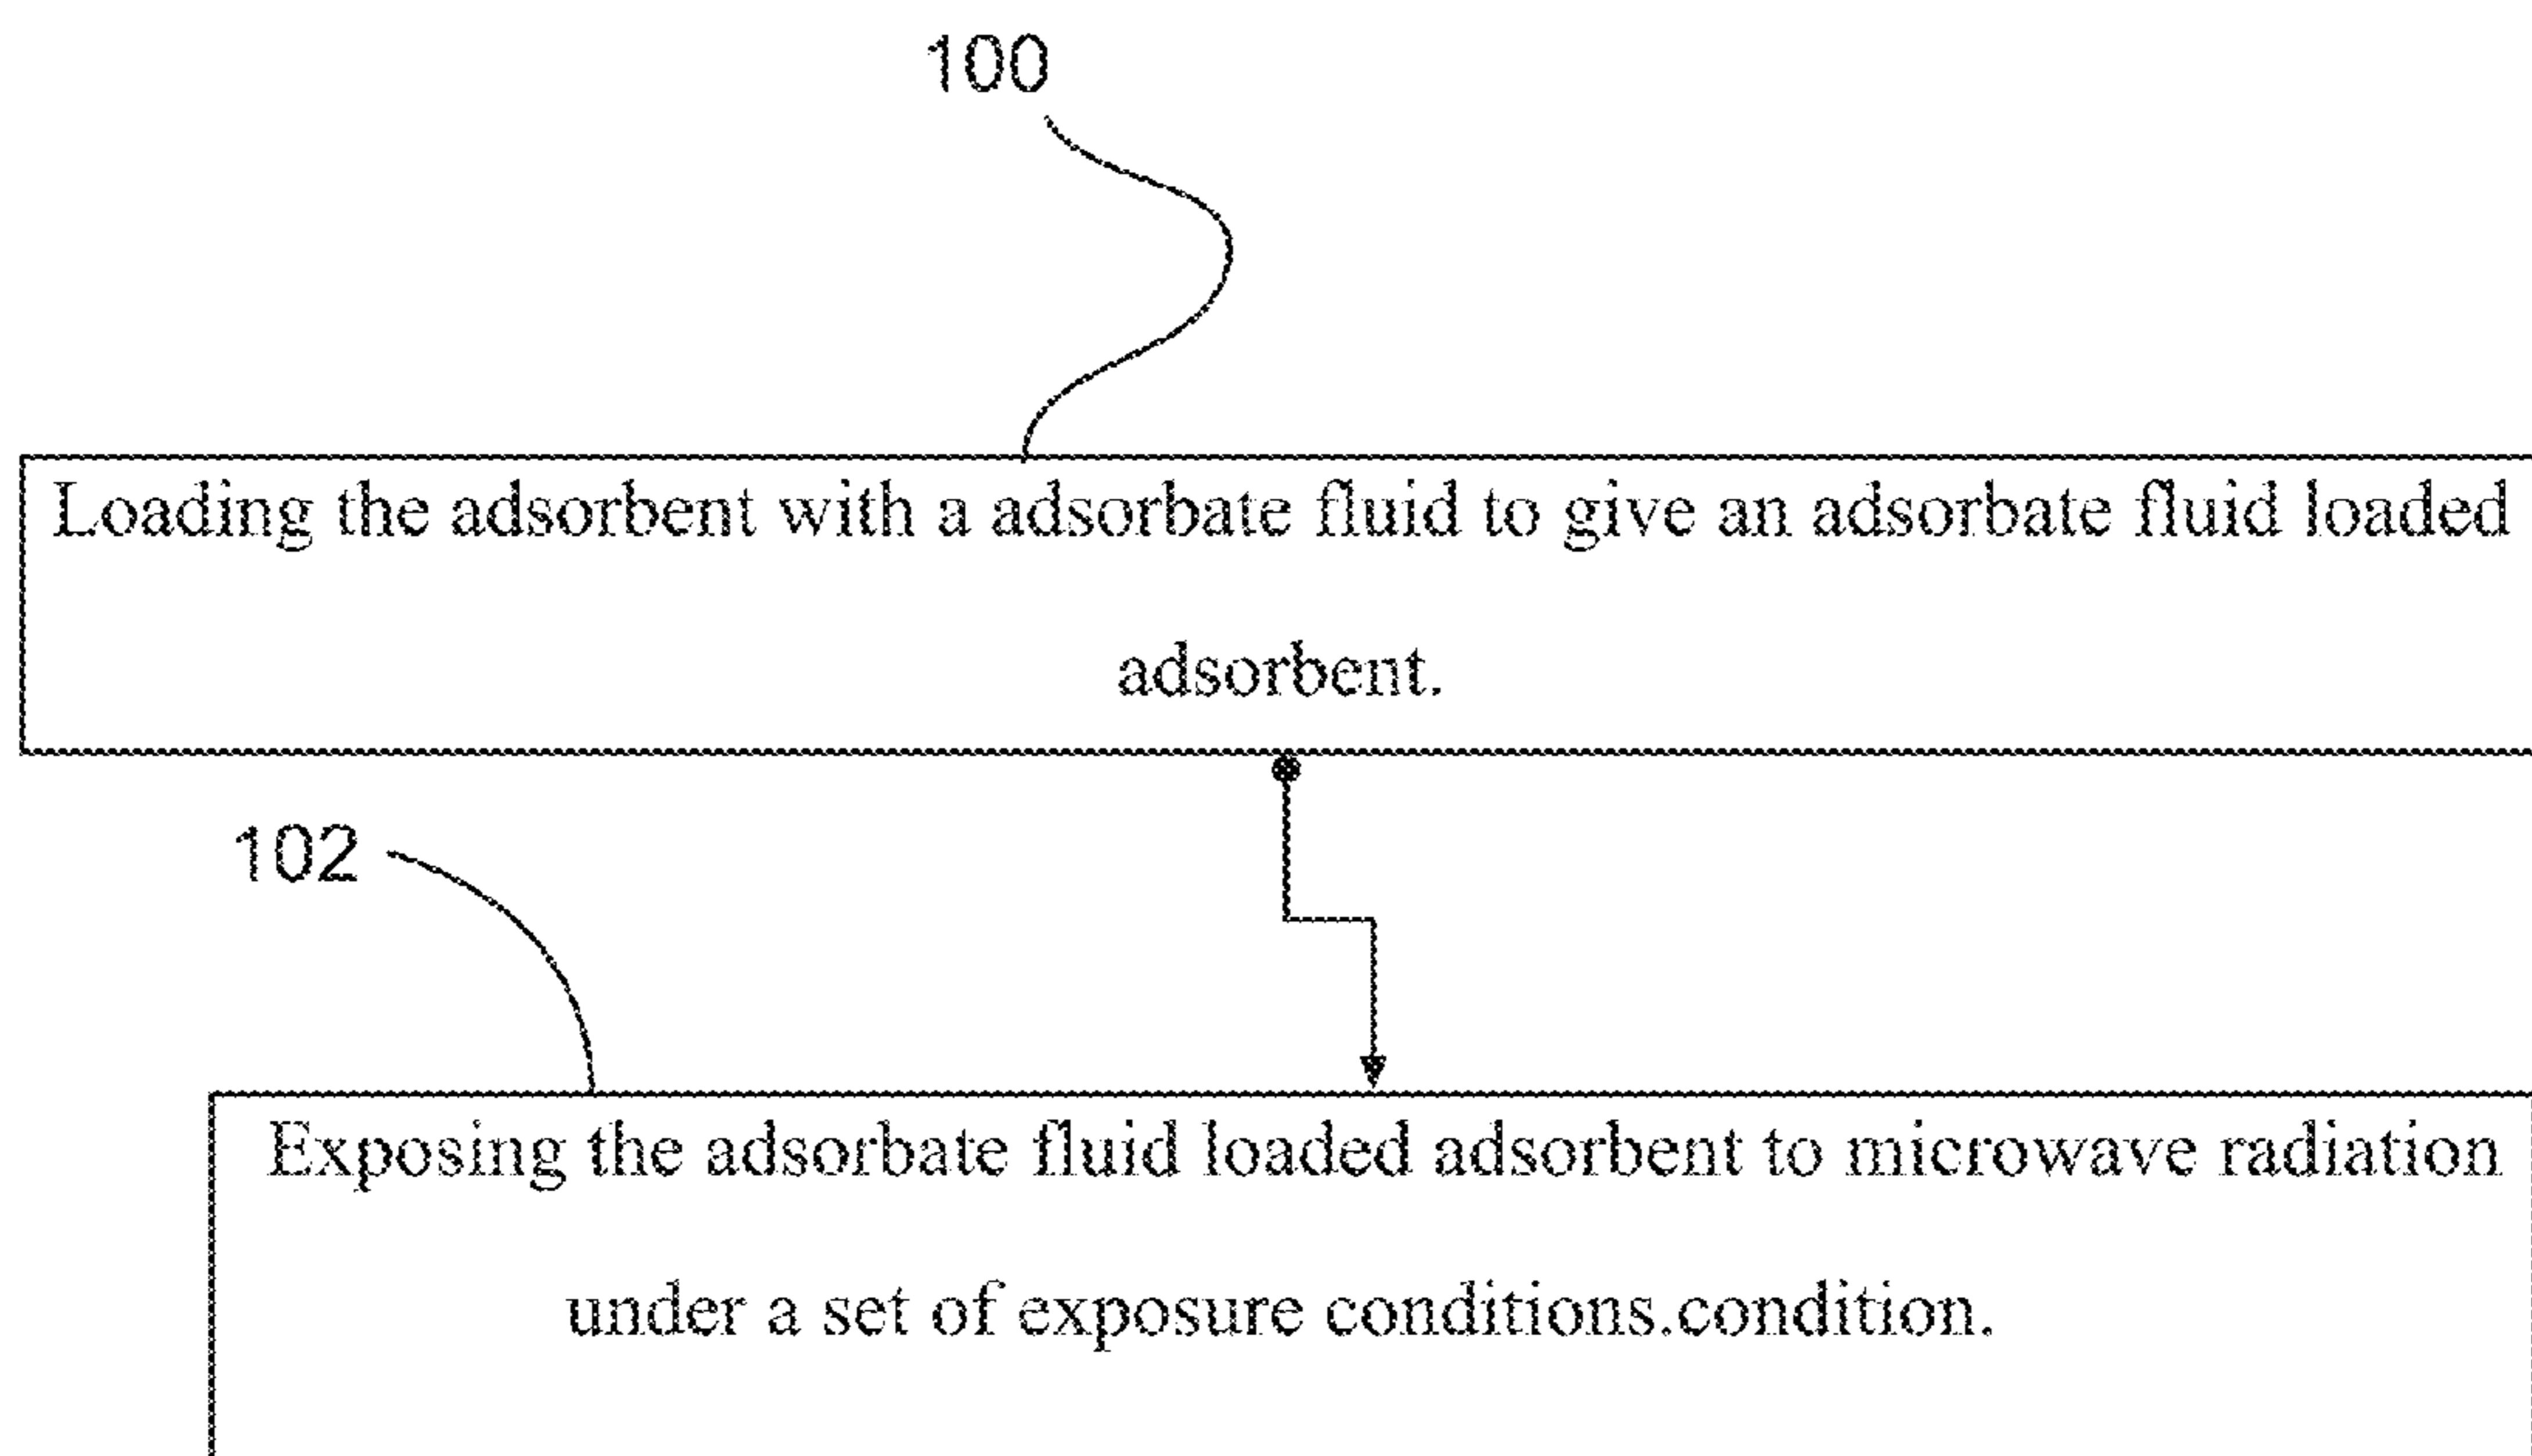 100
Loading the adsorbent with a adsorbate fluid to give an adsorbate fluid loaded
adsorbent.
102
Exposing the adsorbate fluid loaded adsorbent to microwave radiation
under a set of exposure conditions.condition.